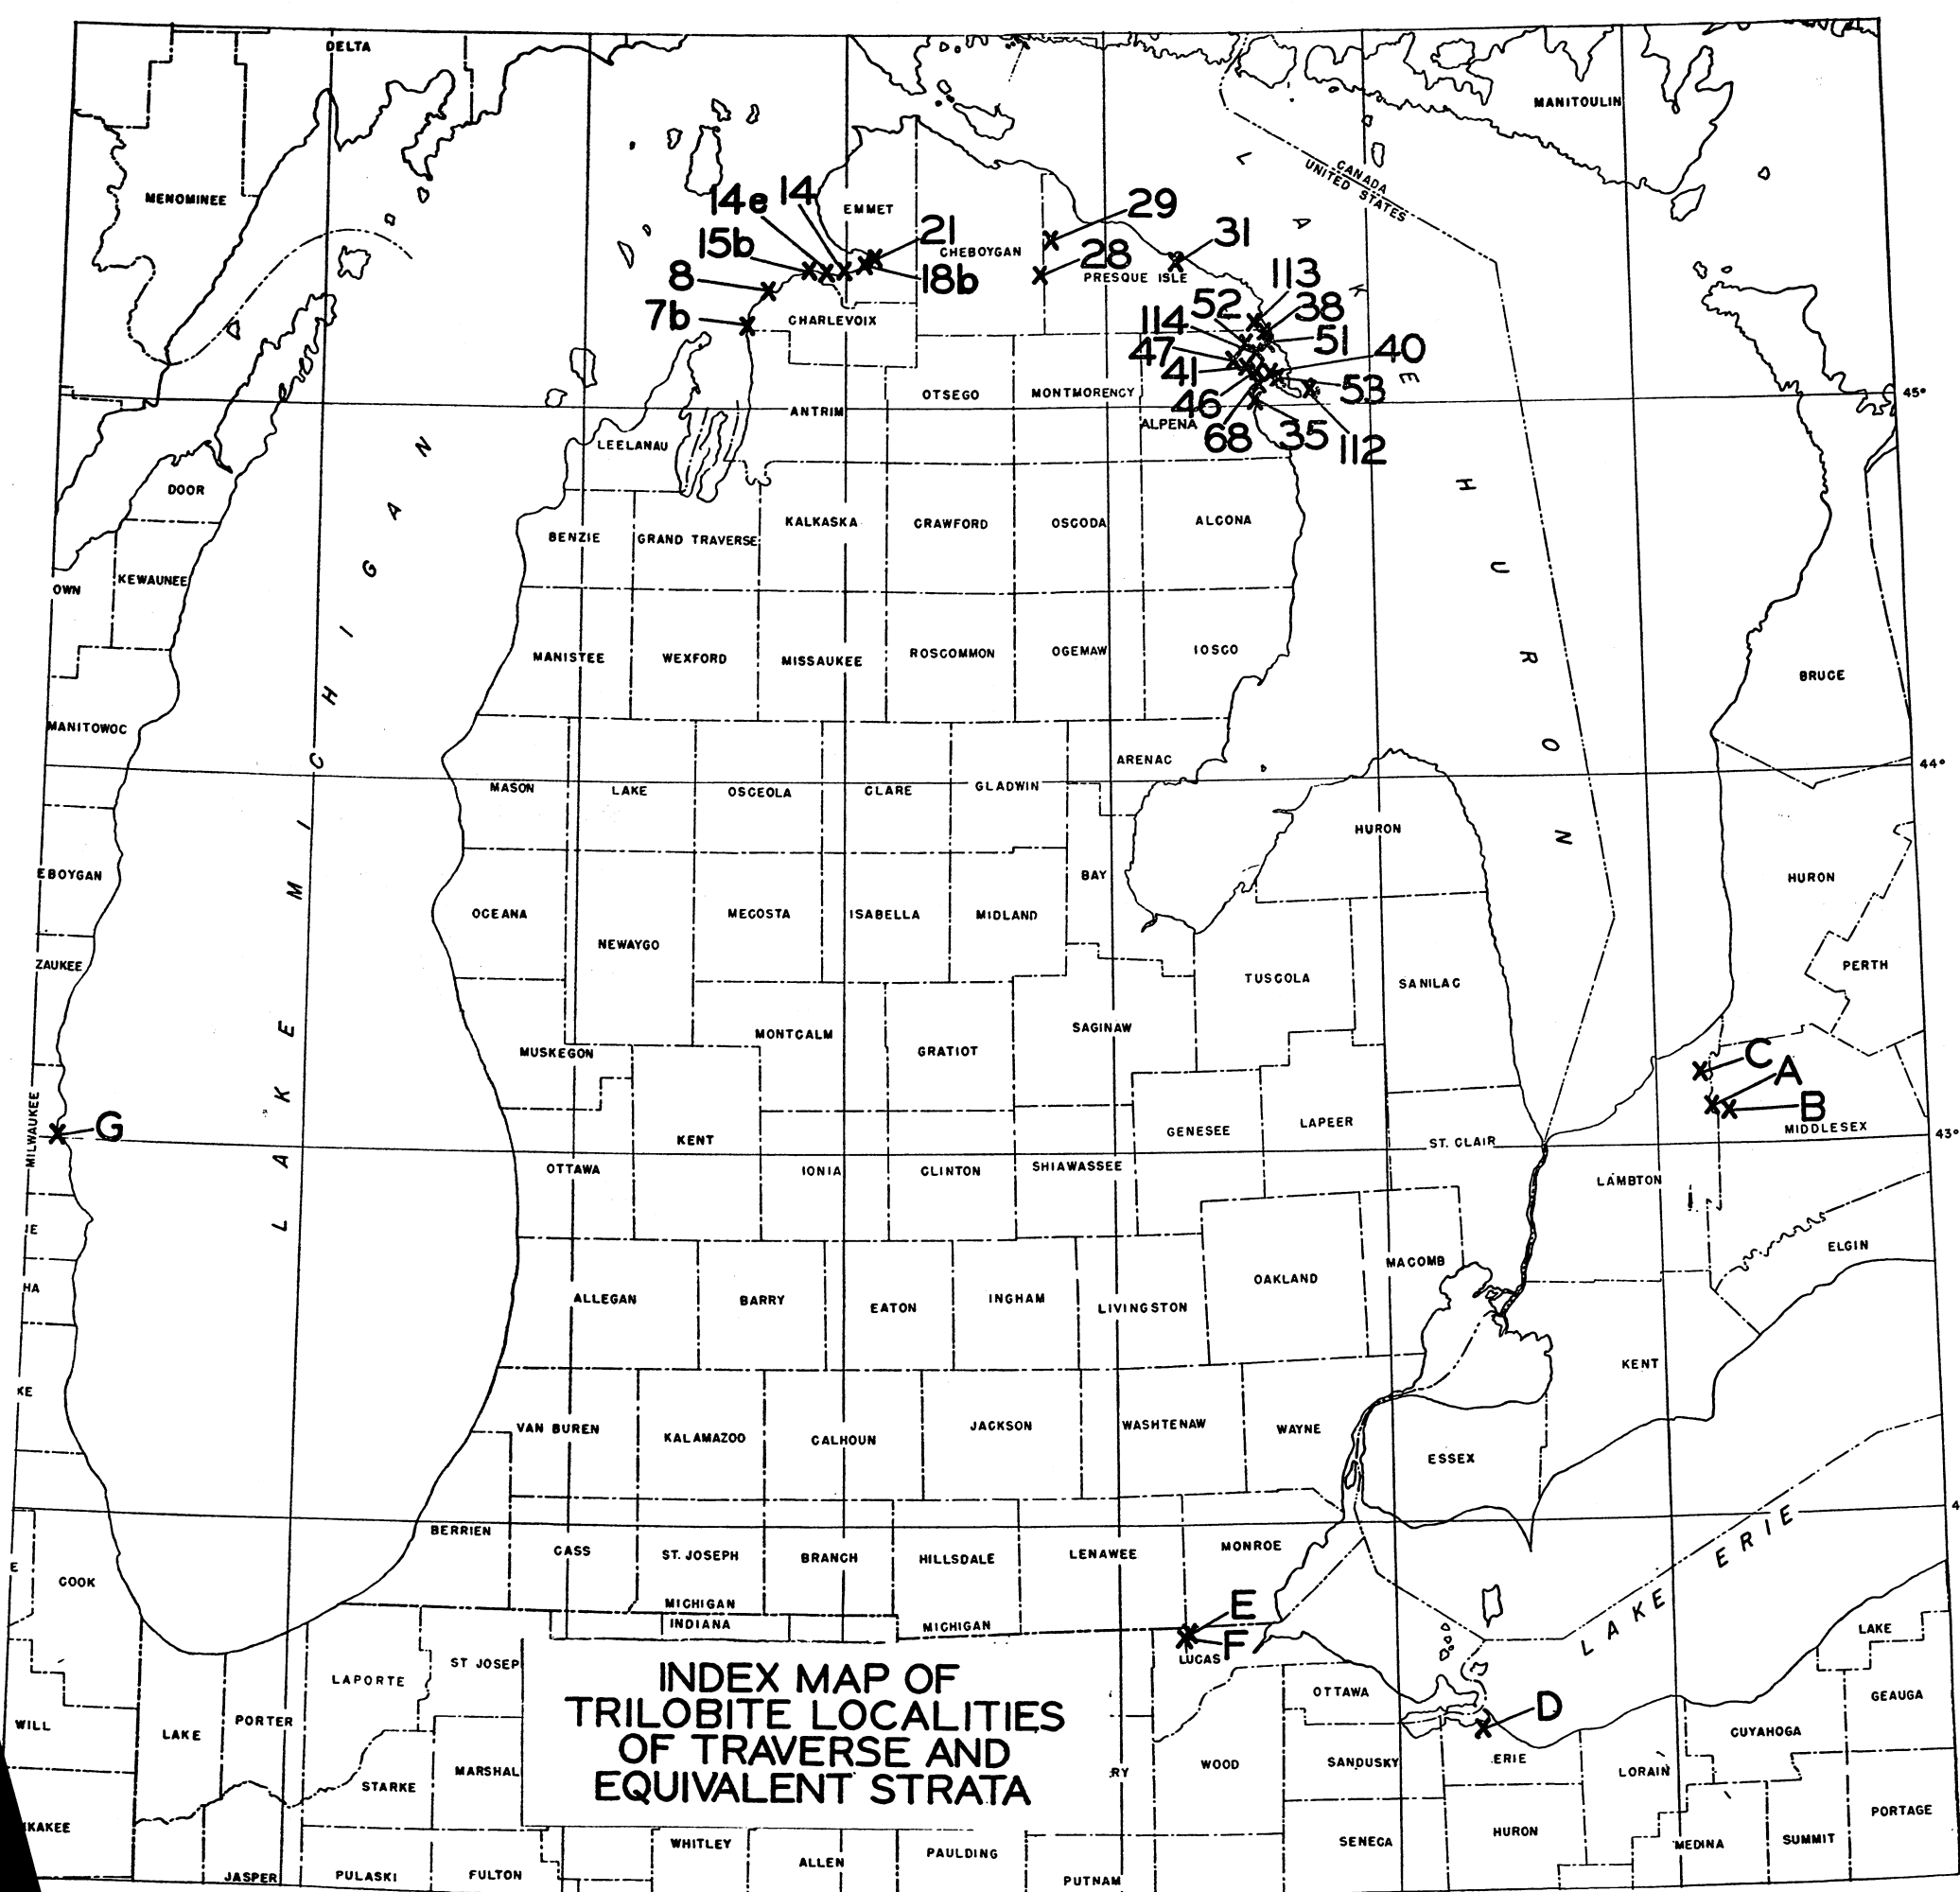 DELTA
MANITOULIN
CANADA
UNITED STATES
MENOMINEE
14e
14
EMMET
29
15b
21
CHEBOYGAN
31
8
18b
28
PRESQUE ISLE
113
7b
CHARLEVOIX
52
38
114
51
47
40
41
53
46
68
35
112
ANTRIM
OTSEGO
MONTMORENCY
ALPENA
45°
LEELANAU
DOOR
BENZIE
GRAND TRAVERSE
KALKASKA
CRAWFORD
OSCODA
ALCONA
OWN
KEWAUNEE
MANISTEE
WEXFORD
MISSAUKEE
ROSCOMMON
OGEMAW
IOSCO
BRUCE
MANITOWOC
LAKE MICHIGAN
LAKE HURON
ARENAC
44°
MASON
LAKE
OSCEOLA
CLARE
GLADWIN
HURON
EBOYGAN
BAY
HURON
OCEANA
NEWAYGO
MECOSTA
ISABELLA
MIDLAND
ZAUKEE
TUSCOLA
SANILAC
PERTH
MUSKEGON
MONTCALM
GRATIOT
SAGINAW
C
A
B
MIDDLESEX
43°
MILWAUKEE
G
KENT
GENESEE
LAPEER
ST. CLAIR
OTTAWA
IONIA
CLINTON
SHIAWASSEE
LAMBTON
IE
HA
ALLEGAN
BARRY
EATON
INGHAM
LIVINGSTON
OAKLAND
MACOMB
ELGIN
KE
KENT
VAN BUREN
KALAMAZOO
CALHOUN
JACKSON
WASHTENAW
WAYNE
ESSEX
4
BERRIEN
CASS
ST. JOSEPH
BRANCH
HILLSDALE
LENAWEE
MONROE
LAKE ERIE
E
COOK
MICHIGAN
INDIANA
MICHIGAN
E
F
LUCAS
LAKE
LAPORTE
ST JOSEP
OTTAWA
D
GEAUGA
WILL
LAKE
PORTER
CUYAHOGA
INDEX MAP OF
TRILOBITE LOCALITIES
OF TRAVERSE AND
EQUIVALENT STRATA
STARKE
MARSHAL
RY
WOOD
SANDUSKY
ERIE
LORAIN
KAKEE
PORTAGE
WHITLEY
ALLEN
PAULDING
SENECA
HURON
MEDINA
SUMMIT
JASPER
PULASKI
FULTON
PUTNAM